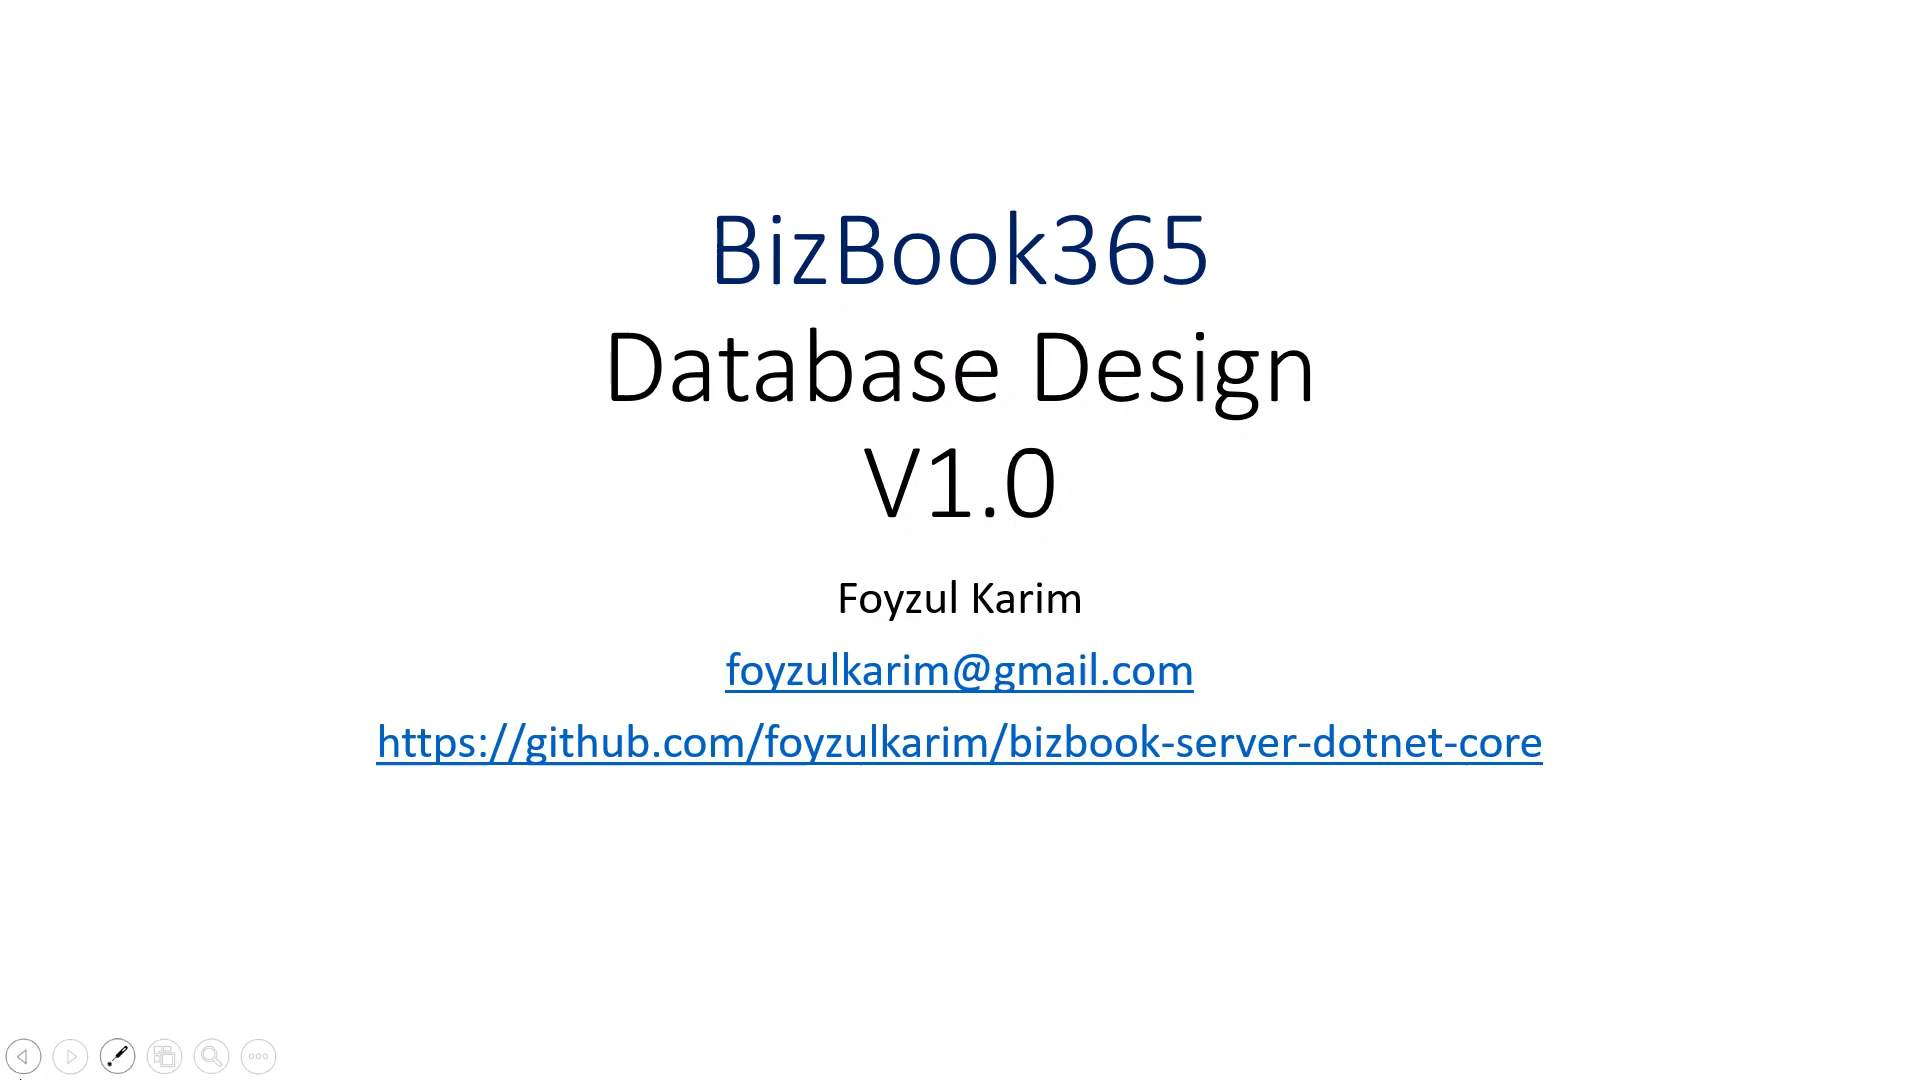 BizBook365
Database Design
V1.0
Foyzul Karim
foyzulkarim@gmail.com
https://github.com/foyzulkarim/bizbook-server-dotnet-core